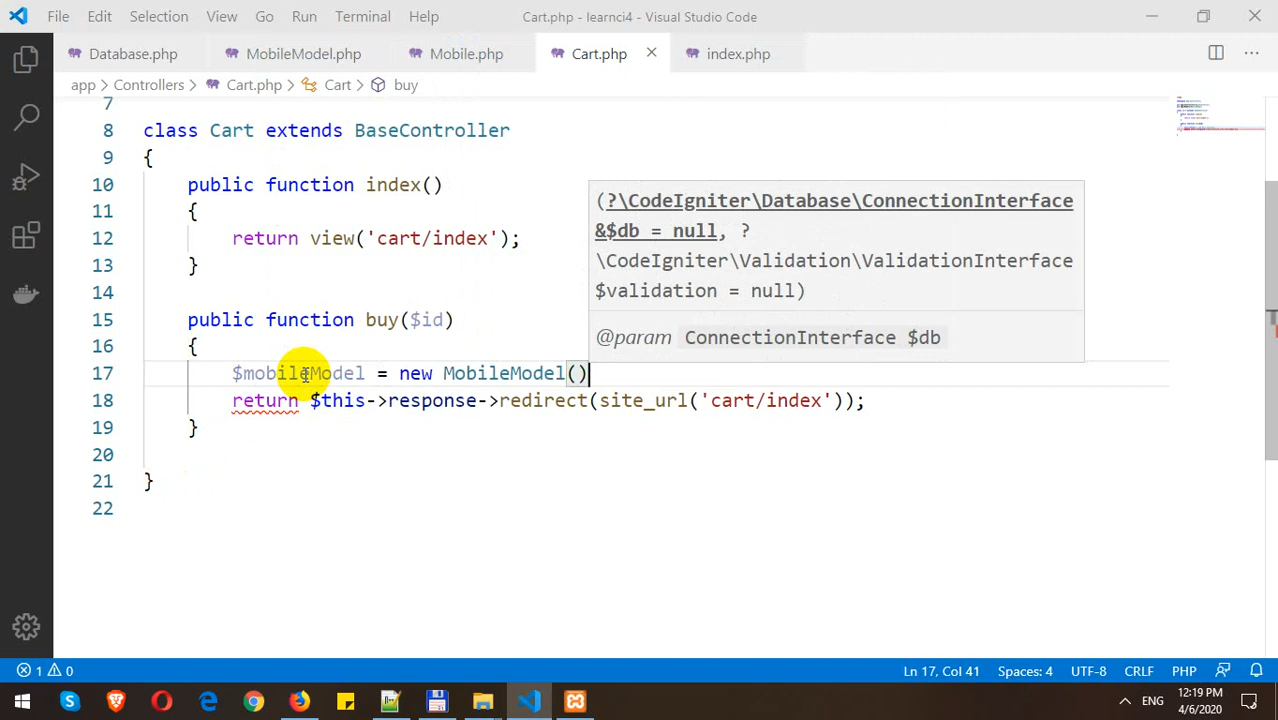 File Edit Selection View Go Run Terminal Help Cart.php - learnci4 - Visual Studio Code
Database.php MobileModel.php Mobile.php Cart.php index.php
app > Controllers > Cart.php > Cart > buy
7
8 class Cart extends BaseController
9 {
10 public function index()
11 {
12 return view('cart/index');
13 }
14
15 public function buy($id)
16 {
17 $mobileModel = new MobileModel()
18 return $this->response->redirect(site_url('cart/index'));
19 }
20
21 }
22
(?\CodeIgniter\Database\ConnectionInterface
&$db = null, ?
\CodeIgniter\Validation\ValidationInterface
$validation = null)
@param ConnectionInterface $db
1 0 Ln 17, Col 41 Spaces: 4 UTF-8 CRLF PHP
ENG 12:19 PM
4/6/2020